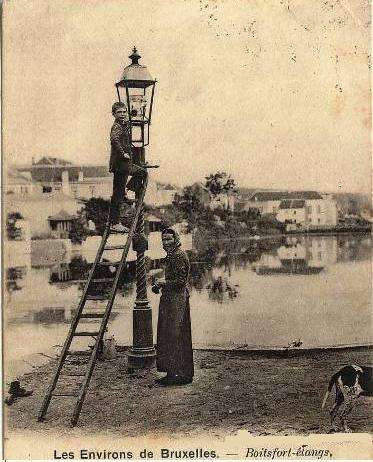 Les Environs de Bruxelles. — Boitsfort-étangs,